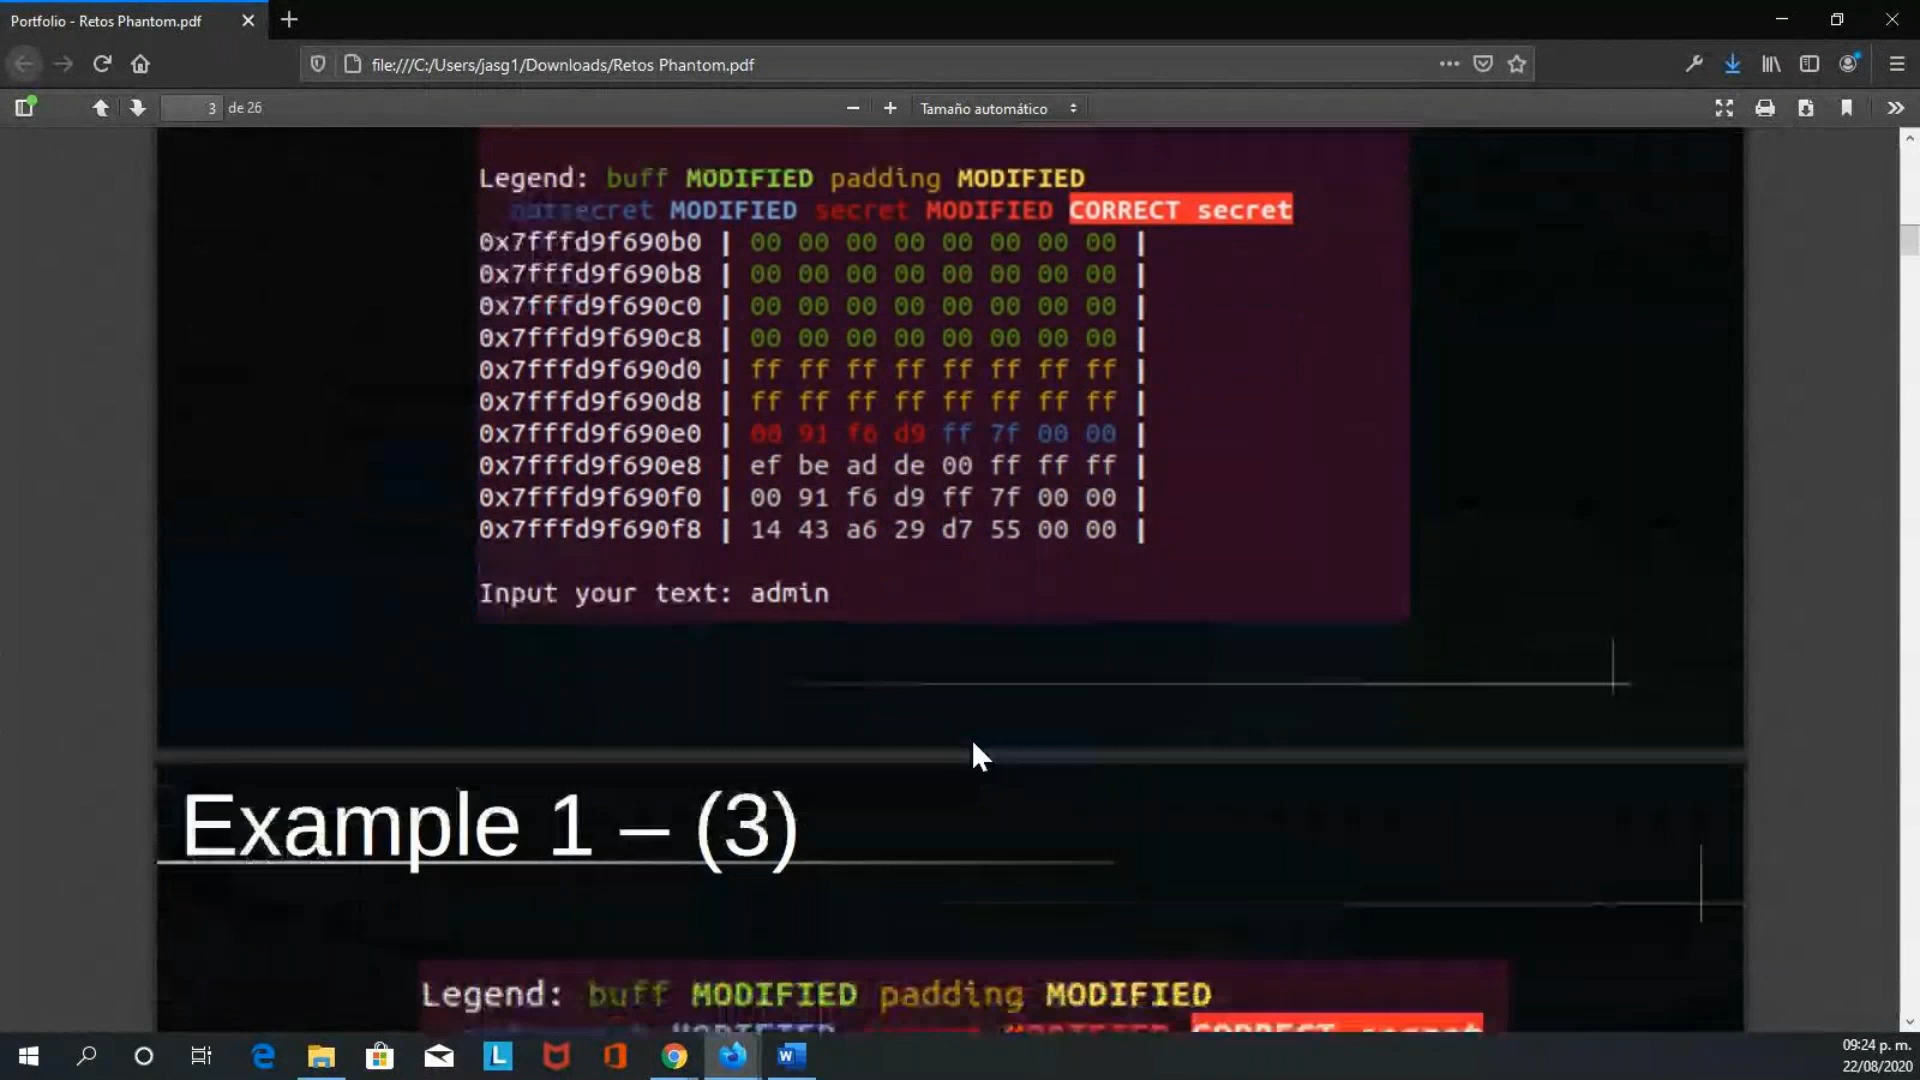 Portfolio - Retos Phantom.pdf
file:///C:/Users/jasg1/Downloads/Retos Phantom.pdf
3 de 26
Tamaño automático
Legend: buff MODIFIED padding MODIFIED
notsecret MODIFIED secret MODIFIED CORRECT secret
0x7fffd9f690b0 | 00 00 00 00 00 00 00 00 |
0x7fffd9f690b8 | 00 00 00 00 00 00 00 00 |
0x7fffd9f690c0 | 00 00 00 00 00 00 00 00 |
0x7fffd9f690c8 | 00 00 00 00 00 00 00 00 |
0x7fffd9f690d0 | ff ff ff ff ff ff ff ff |
0x7fffd9f690d8 | ff ff ff ff ff ff ff ff |
0x7fffd9f690e0 | 00 91 f6 d9 ff 7f 00 00 |
0x7fffd9f690e8 | ef be ad de 00 ff ff ff |
0x7fffd9f690f0 | 00 91 f6 d9 ff 7f 00 00 |
0x7fffd9f690f8 | 14 43 a6 29 d7 55 00 00 |
Input your text: admin
Example 1 – (3)
Legend: buff MODIFIED padding MODIFIED
MODIFIED MODIFIED CORRECT secret
09:24 p. m.
22/08/2020